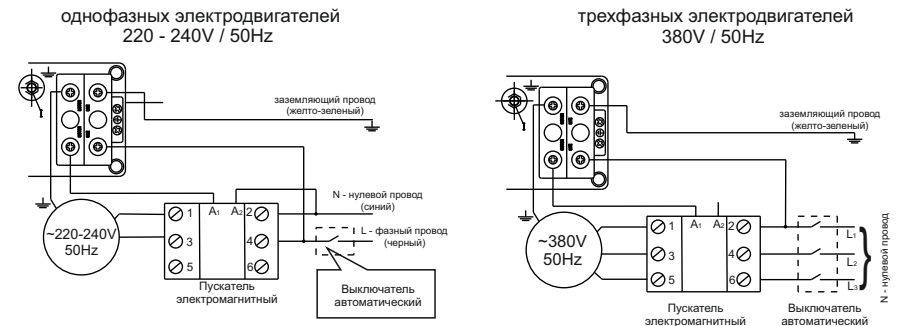 однофазных электродвигателей
220 - 240V / 50Hz
заземляющий провод
(желто-зеленый)
N - нулевой провод
(синий)
L - фазный провод
(черный)
~220-240V
50Hz
1
A1
A2
2
3
4
5
6
Пускатель
электромагнитный
Выключатель
автоматический
трехфазных электродвигателей
380V / 50Hz
заземляющий провод
(желто-зеленый)
~380V
50Hz
1
A1
A2
2
3
4
5
6
L1
L2
L3
N - нулевой провод
Пускатель
электромагнитный
Выключатель
автоматический